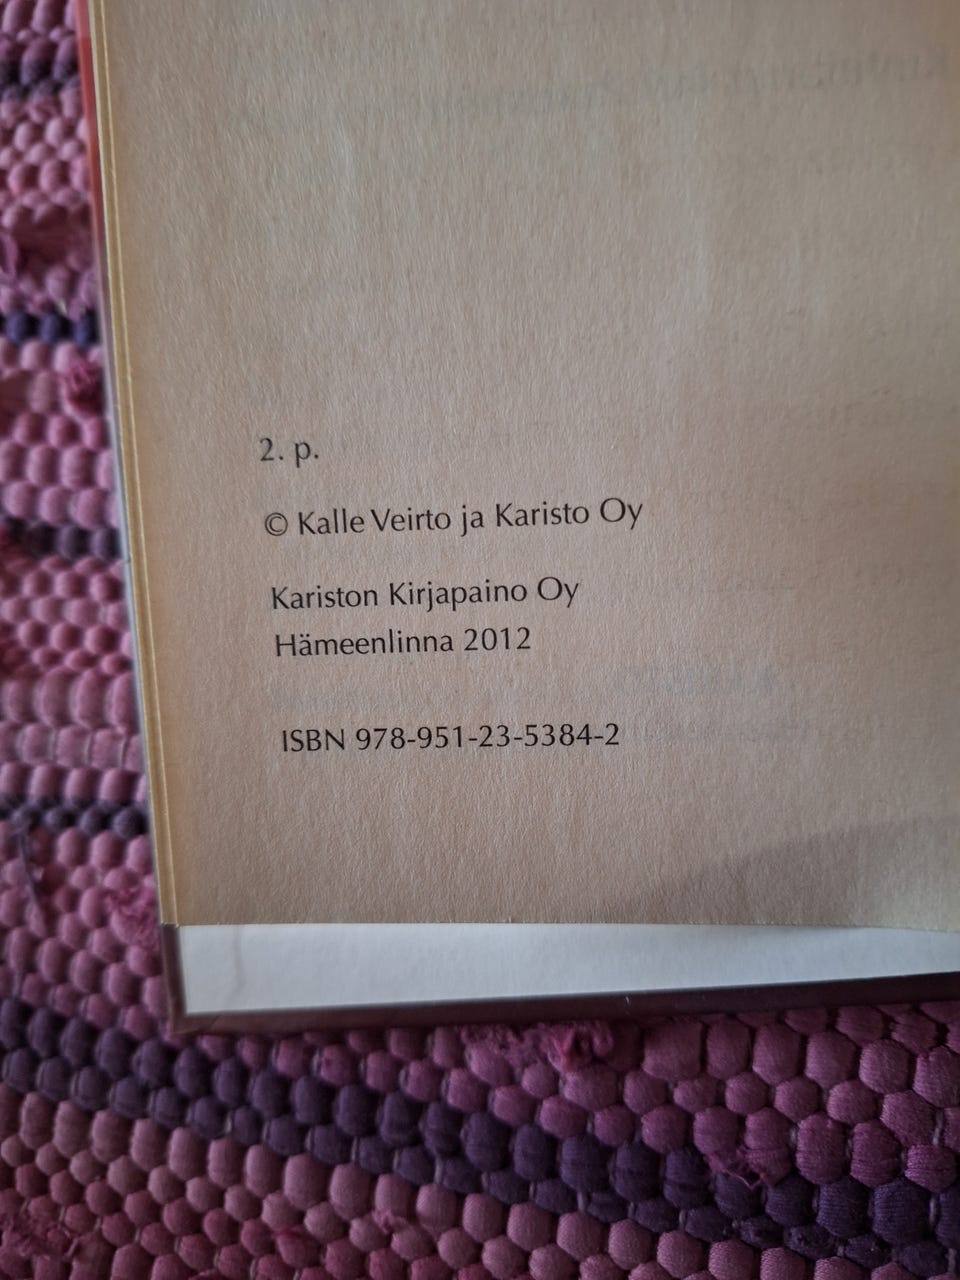 2. p.
© Kalle Veirto ja Karisto Oy
Kariston Kirjapaino Oy
Hämeenlinna 2012
ISBN 978-951-23-5384-2